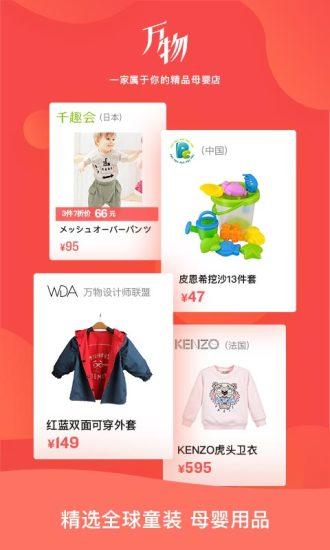 万物
一家属于你的精品母婴店
千趣会(日本)
3件7折价 66元
メッシュオーバーパンツ
¥95
(中国)
皮恩希挖沙13件套
¥47
WDA 万物设计师联盟
红蓝双面可穿外套
¥149
KENZO (法国)
KENZO虎头卫衣
¥595
精选全球童装 母婴用品